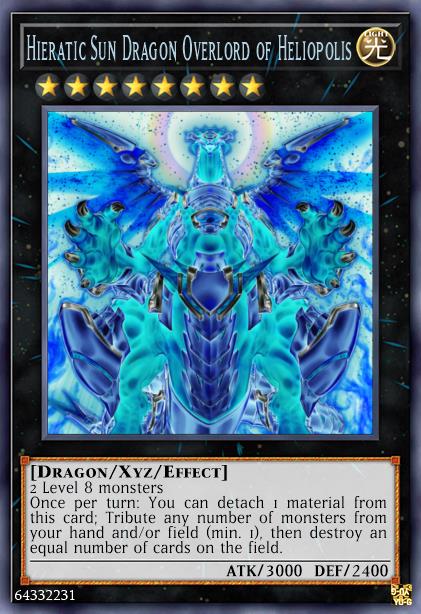 Hieratic Sun Dragon Overlord of Heliopolis
LIGHT
光
[Dragon/Xyz/Effect]
2 Level 8 monsters
Once per turn: You can detach 1 material from
this card; Tribute any number of monsters from
your hand and/or field (min. 1), then destroy an
equal number of cards on the field.
ATK/3000 DEF/2400
64332231